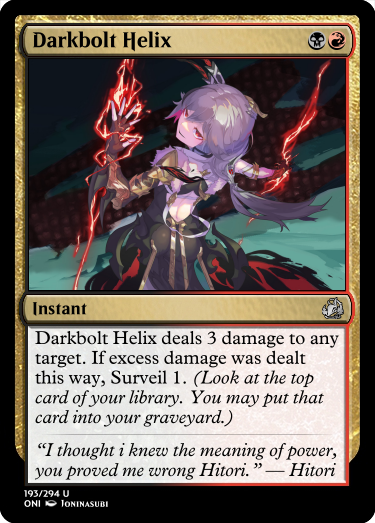 Darkbolt Helix
Instant
Darkbolt Helix deals 3 damage to any
target. If excess damage was dealt
this way, Surveil 1. (Look at the top
card of your library. You may put that
card into your graveyard.)
“I thought i knew the meaning of power,
you proved me wrong Hitori.” — Hitori
193/294 U
ONI Joninasubi